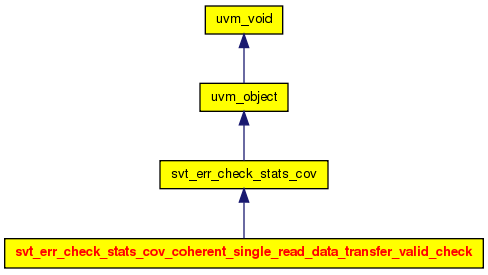 uvm_void
uvm_object
svt_err_check_stats_cov
svt_err_check_stats_cov_coherent_single_read_data_transfer_valid_check